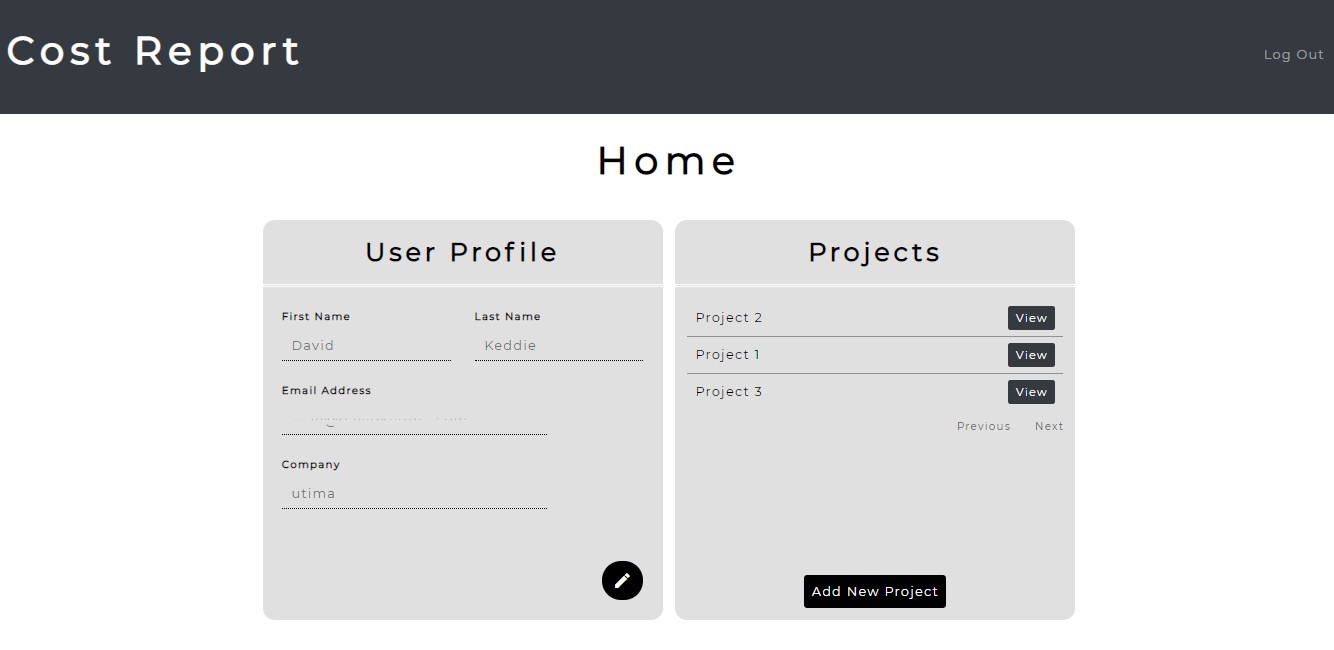 Cost Report
Log Out
Home
User Profile
First Name
Last Name
David
Keddie
Email Address
Company
utima
Projects
Project 2 View
Project 1 View
Project 3 View
Previous Next
Add New Project